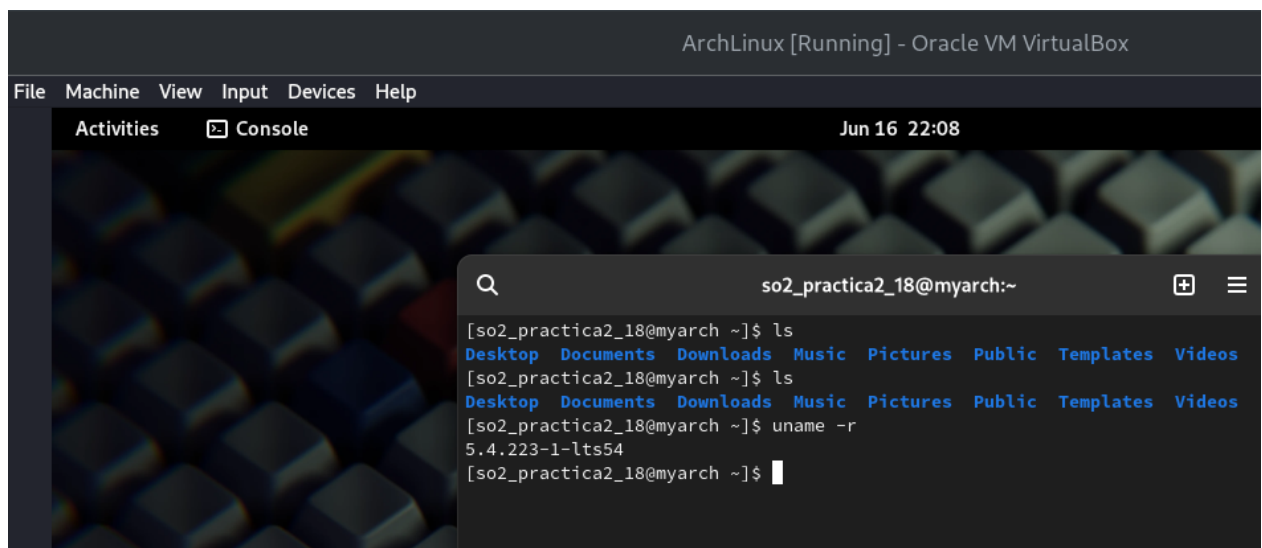 ArchLinux [Running] - Oracle VM VirtualBox
File Machine View Input Devices Help
Activities Console Jun 16 22:08
so2_practica2_18@myarch:~
[so2_practica2_18@myarch ~]$ ls
Desktop Documents Downloads Music Pictures Public Templates Videos
[so2_practica2_18@myarch ~]$ ls
Desktop Documents Downloads Music Pictures Public Templates Videos
[so2_practica2_18@myarch ~]$ uname -r
5.4.223-1-lts54
[so2_practica2_18@myarch ~]$